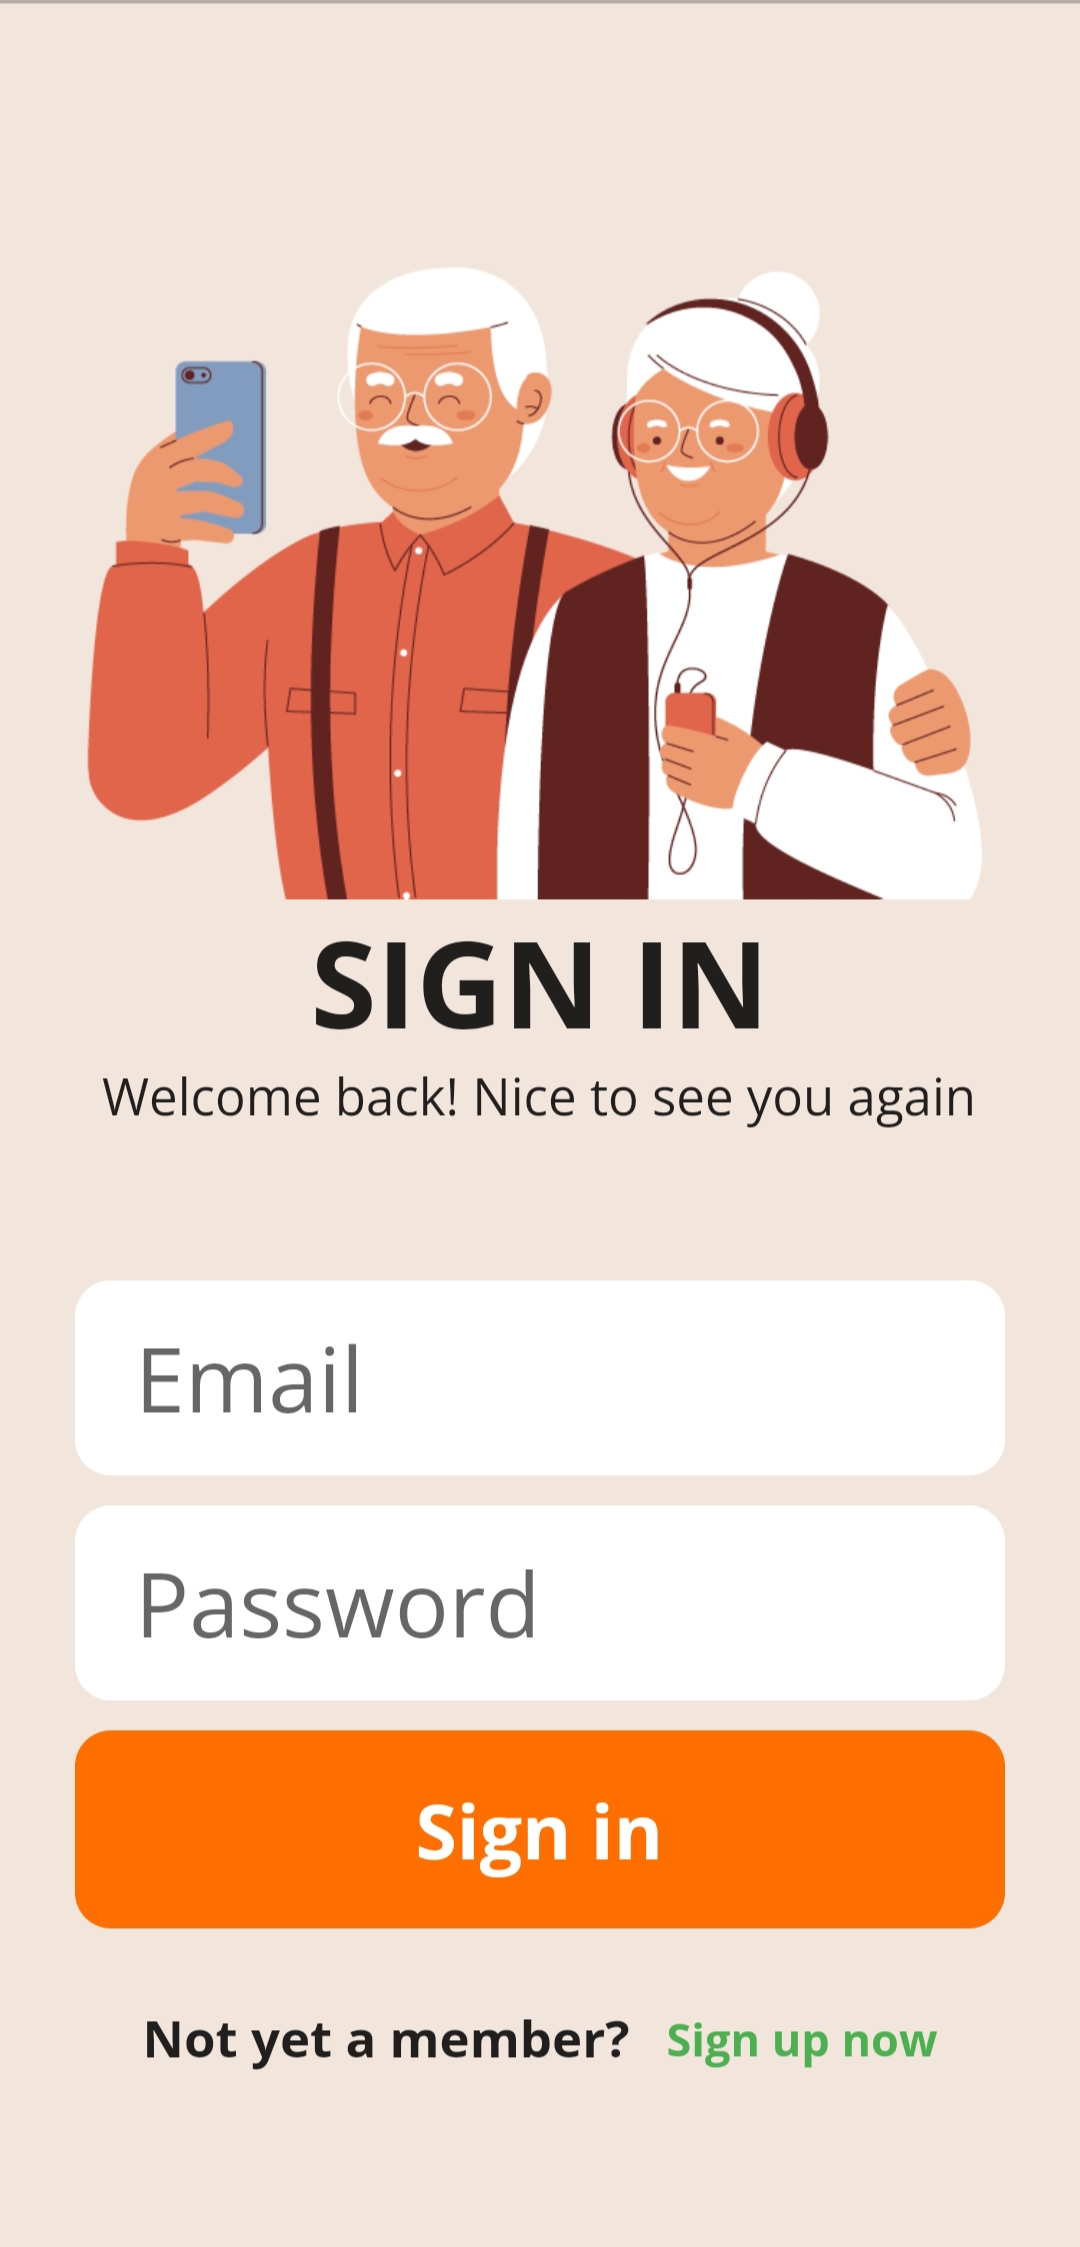 SIGN IN
Welcome back! Nice to see you again
Email
Password
Sign in
Not yet a member? Sign up now